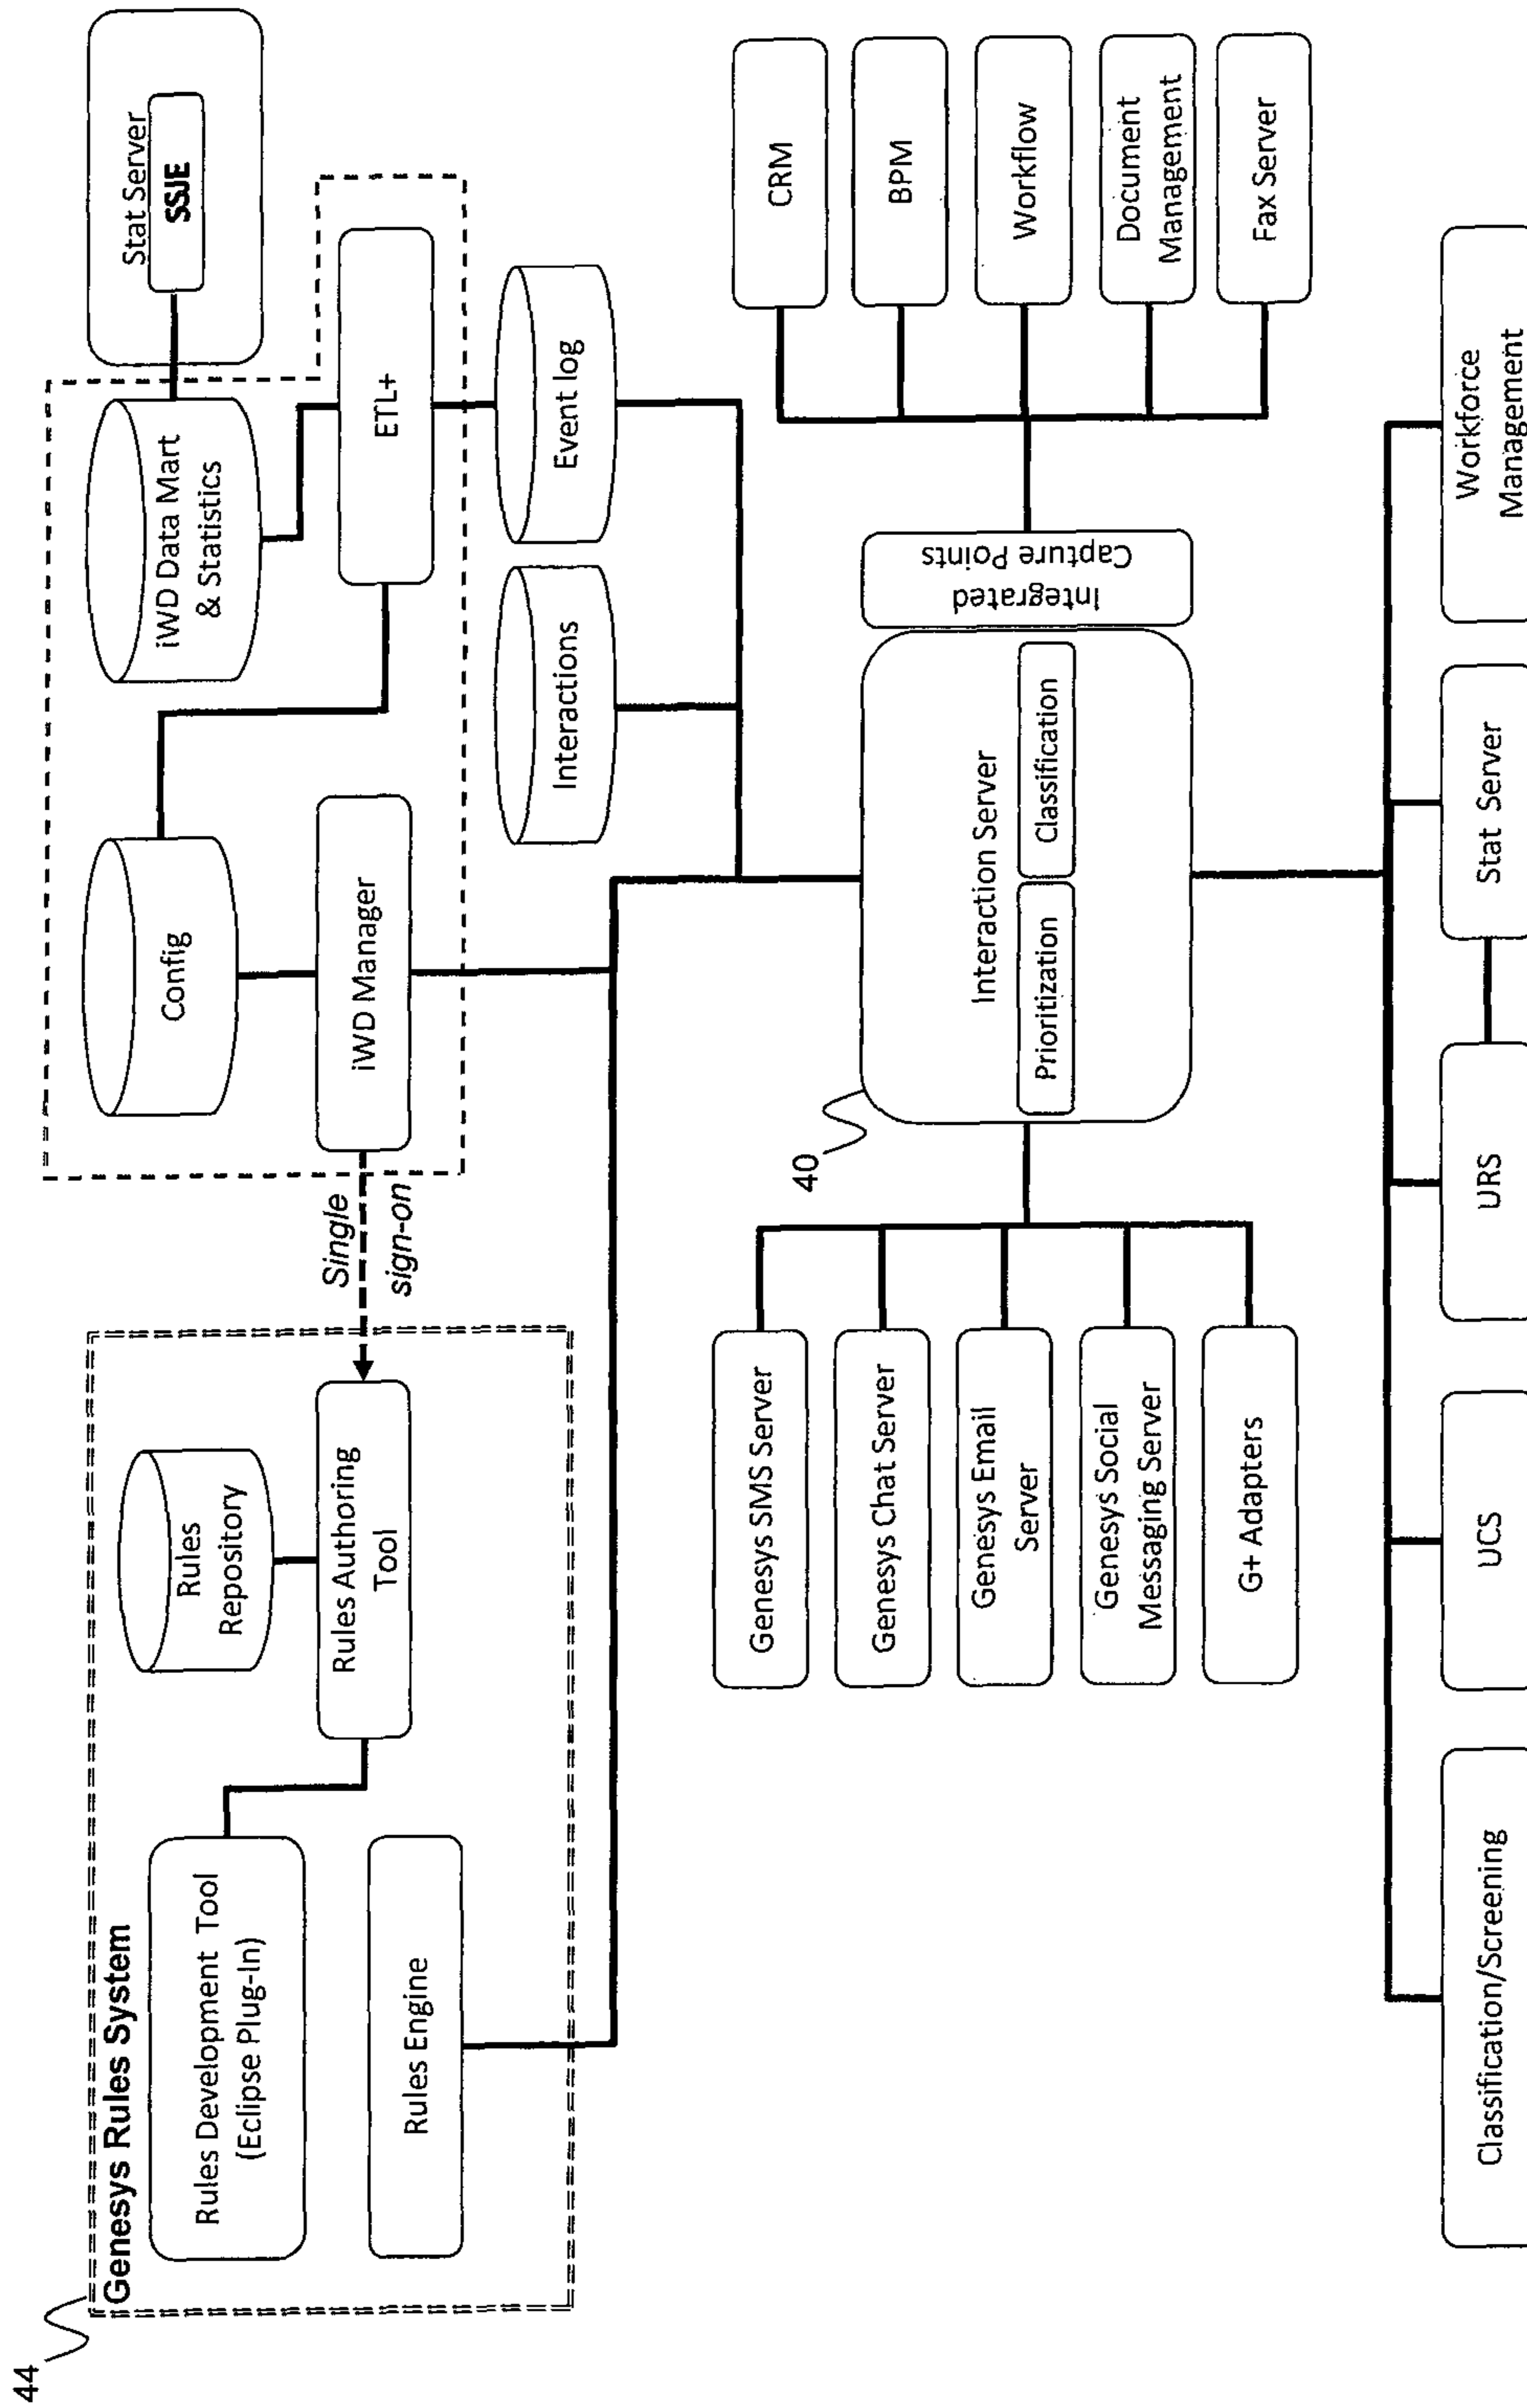 44
Genesys Rules System
Rules Development Tool
(Eclipse Plug-In)
Rules Engine
Rules
Repository
Rules Authoring
Tool
Single
sign-on
Config
iWD Manager
iWD Data Mart
& Statistics
ETL+
Stat Server
SSJE
Interactions
Event log
Genesys SMS Server
Genesys Chat Server
Genesys Email
Server
Genesys Social
Messaging Server
G+ Adapters
40
Interaction Server
Prioritization
Classification
Integrated
Capture Points
CRM
BPM
Workflow
Document
Management
Fax Server
Classification/Screening
UCS
URS
Stat Server
Workforce
Management